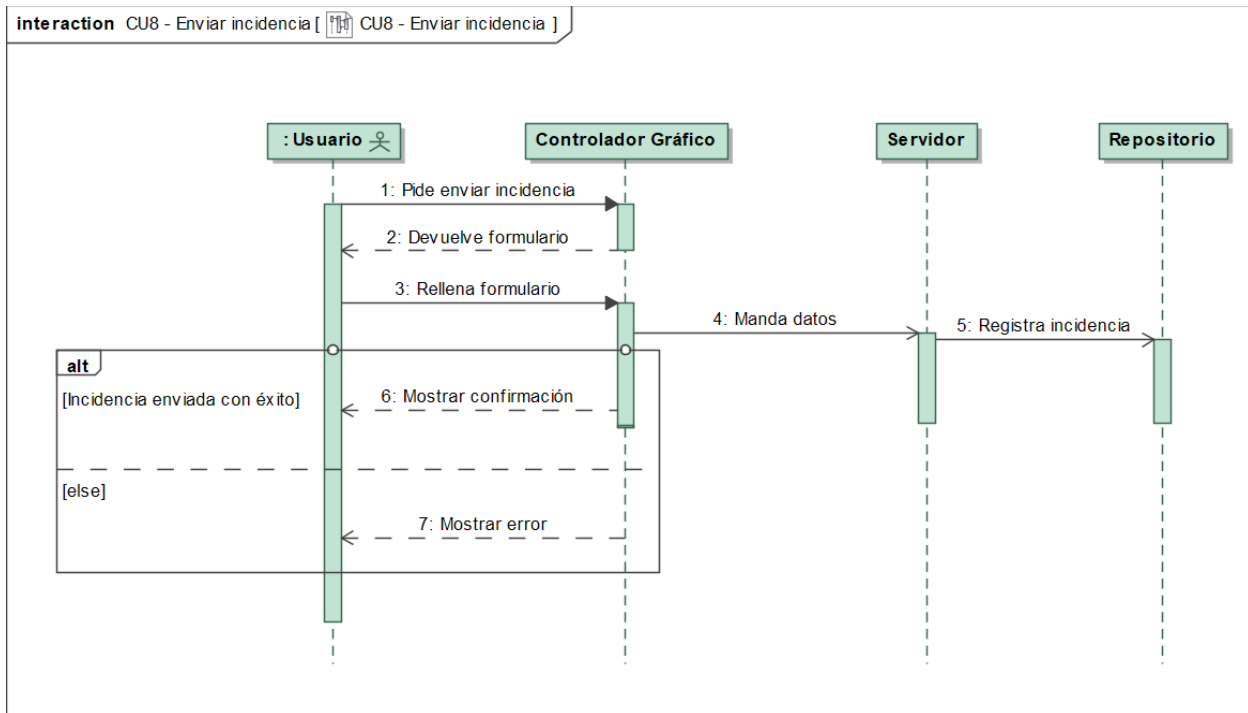 interaction CU8 - Enviar incidencia [ CU8 - Enviar incidencia ]
: Usuario
Controlador Gráfico
Servidor
Repositorio
1: Pide enviar incidencia
2: Devuelve formulario
3: Rellena formulario
4: Manda datos
5: Registra incidencia
alt
[Incidencia enviada con éxito]
6: Mostrar confirmación
[else]
7: Mostrar error